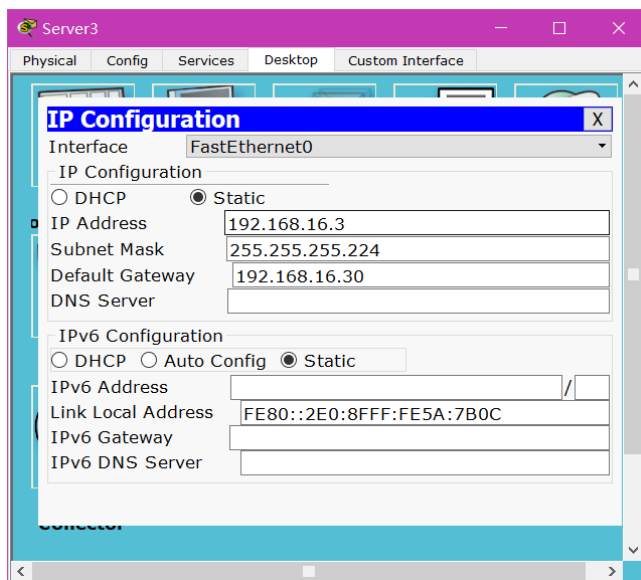 Server3
Physical Config Services Desktop Custom Interface
IP Configuration X
Interface FastEthernet0
IP Configuration
DHCP Static
IP Address 192.168.16.3
Subnet Mask 255.255.255.224
Default Gateway 192.168.16.30
DNS Server
IPv6 Configuration
DHCP Auto Config Static
IPv6 Address /
Link Local Address FE80::2E0:8FFF:FE5A:7B0C
IPv6 Gateway
IPv6 DNS Server
Collector